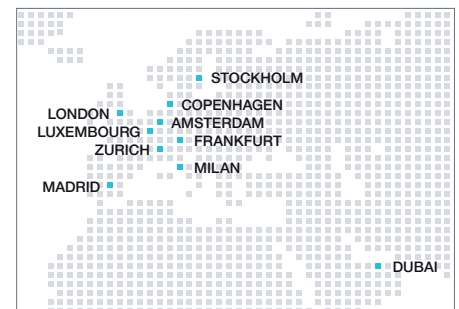 STOCKHOLM
COPENHAGEN
LONDON
AMSTERDAM
LUXEMBOURG
FRANKFURT
ZURICH
MILAN
MADRID
DUBAI